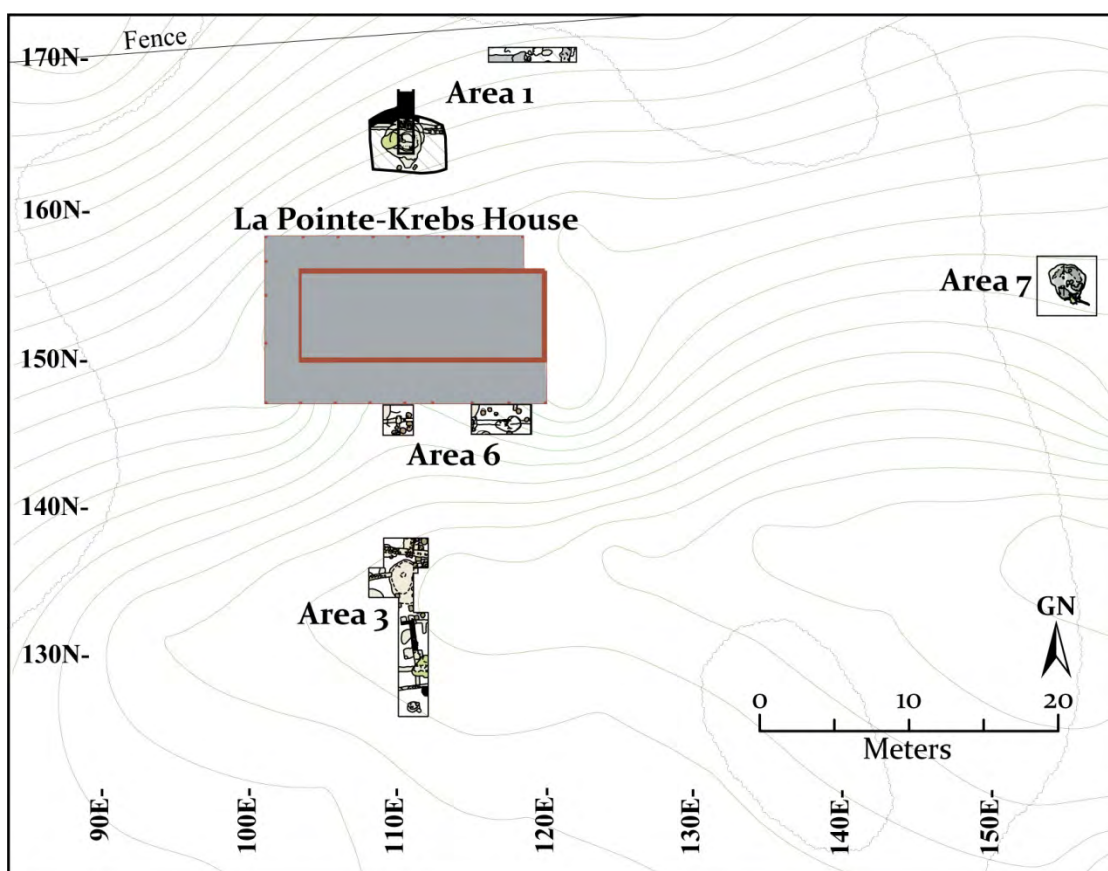 Fence
170N-
Area 1
160N-
La Pointe-Krebs House
Area 7
150N-
Area 6
140N-
Area 3
GN
130N-
0 10 20
Meters
90E-
100E-
110E-
120E-
130E-
140E-
150E-